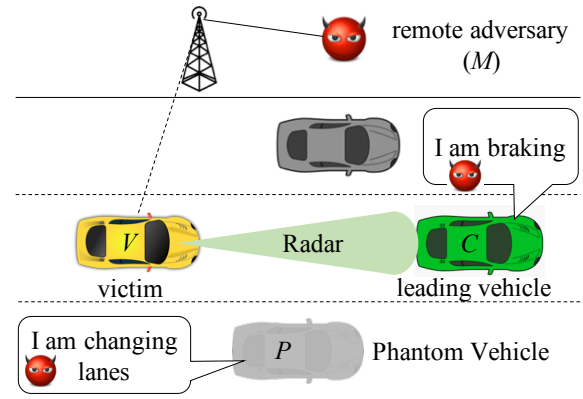 remote adversary
(M)
I am braking
V
Radar
C
victim
leading vehicle
I am changing
lanes
P
Phantom Vehicle